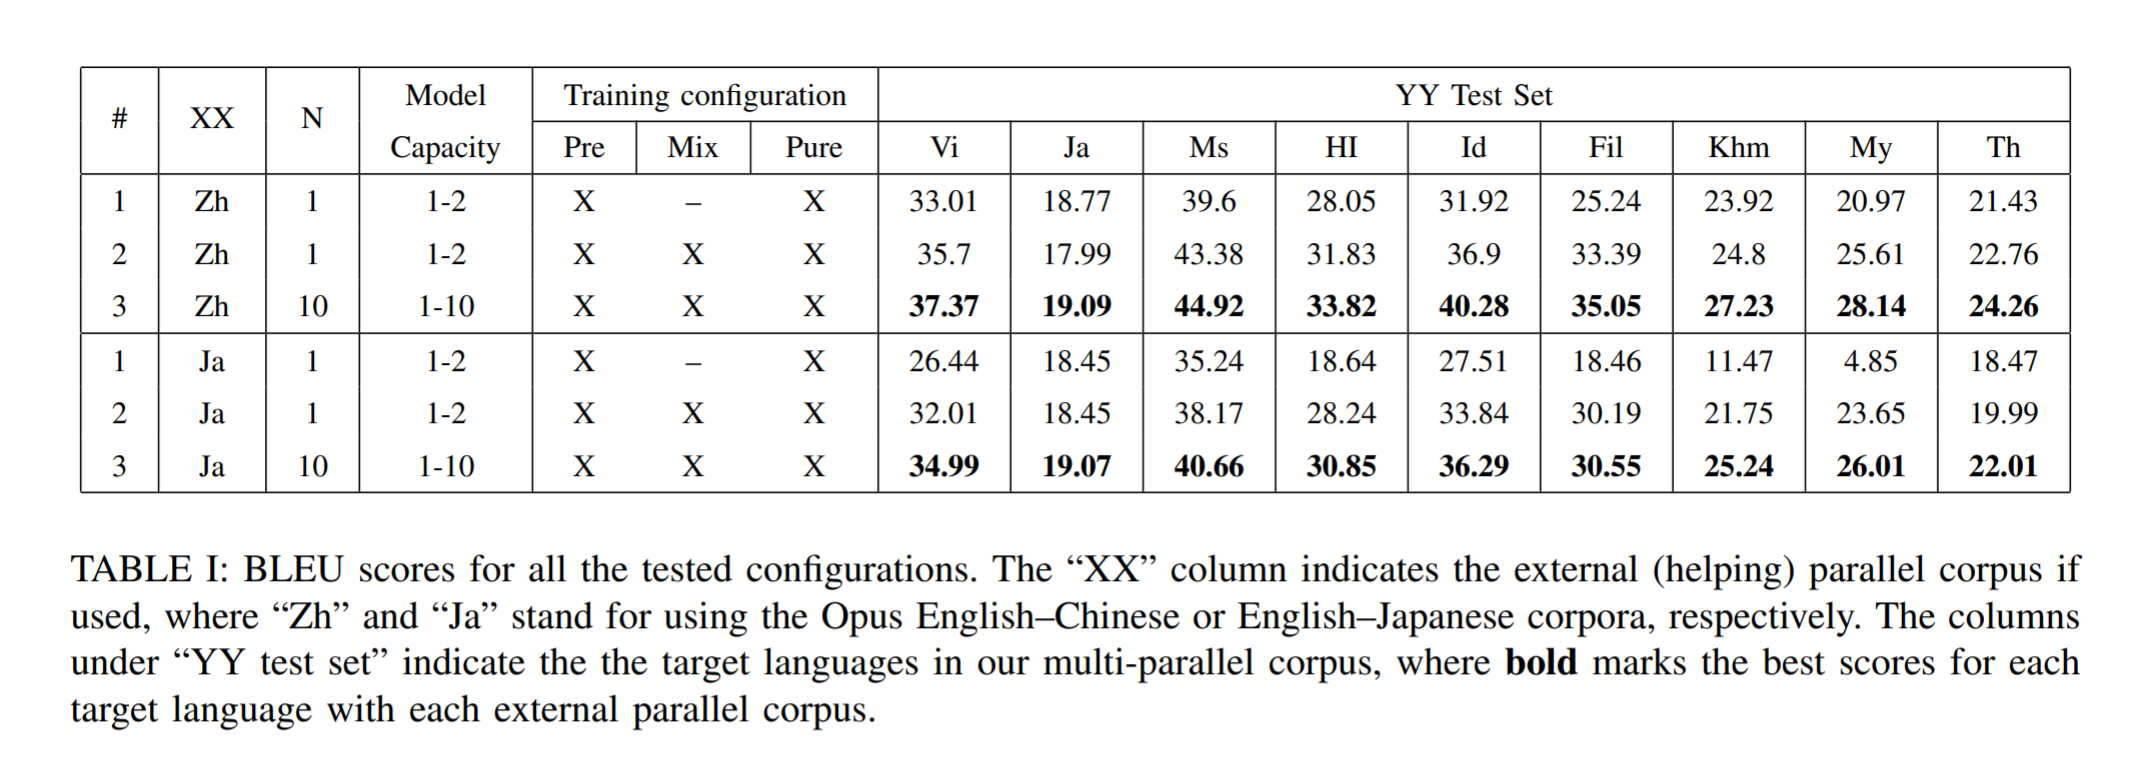 # XX N Model Capacity Training configuration YY Test Set
Pre Mix Pure Vi Ja Ms HI Id Fil Khm My Th
1 Zh 1 1-2 X – X 33.01 18.77 39.6 28.05 31.92 25.24 23.92 20.97 21.43
2 Zh 1 1-2 X X X 35.7 17.99 43.38 31.83 36.9 33.39 24.8 25.61 22.76
3 Zh 10 1-10 X X X 37.37 19.09 44.92 33.82 40.28 35.05 27.23 28.14 24.26
1 Ja 1 1-2 X – X 26.44 18.45 35.24 18.64 27.51 18.46 11.47 4.85 18.47
2 Ja 1 1-2 X X X 32.01 18.45 38.17 28.24 33.84 30.19 21.75 23.65 19.99
3 Ja 10 1-10 X X X 34.99 19.07 40.66 30.85 36.29 30.55 25.24 26.01 22.01
TABLE I: BLEU scores for all the tested configurations. The “XX” column indicates the external (helping) parallel corpus if
used, where “Zh” and “Ja” stand for using the Opus English–Chinese or English–Japanese corpora, respectively. The columns
under “YY test set” indicate the the target languages in our multi-parallel corpus, where bold marks the best scores for each
target language with each external parallel corpus.